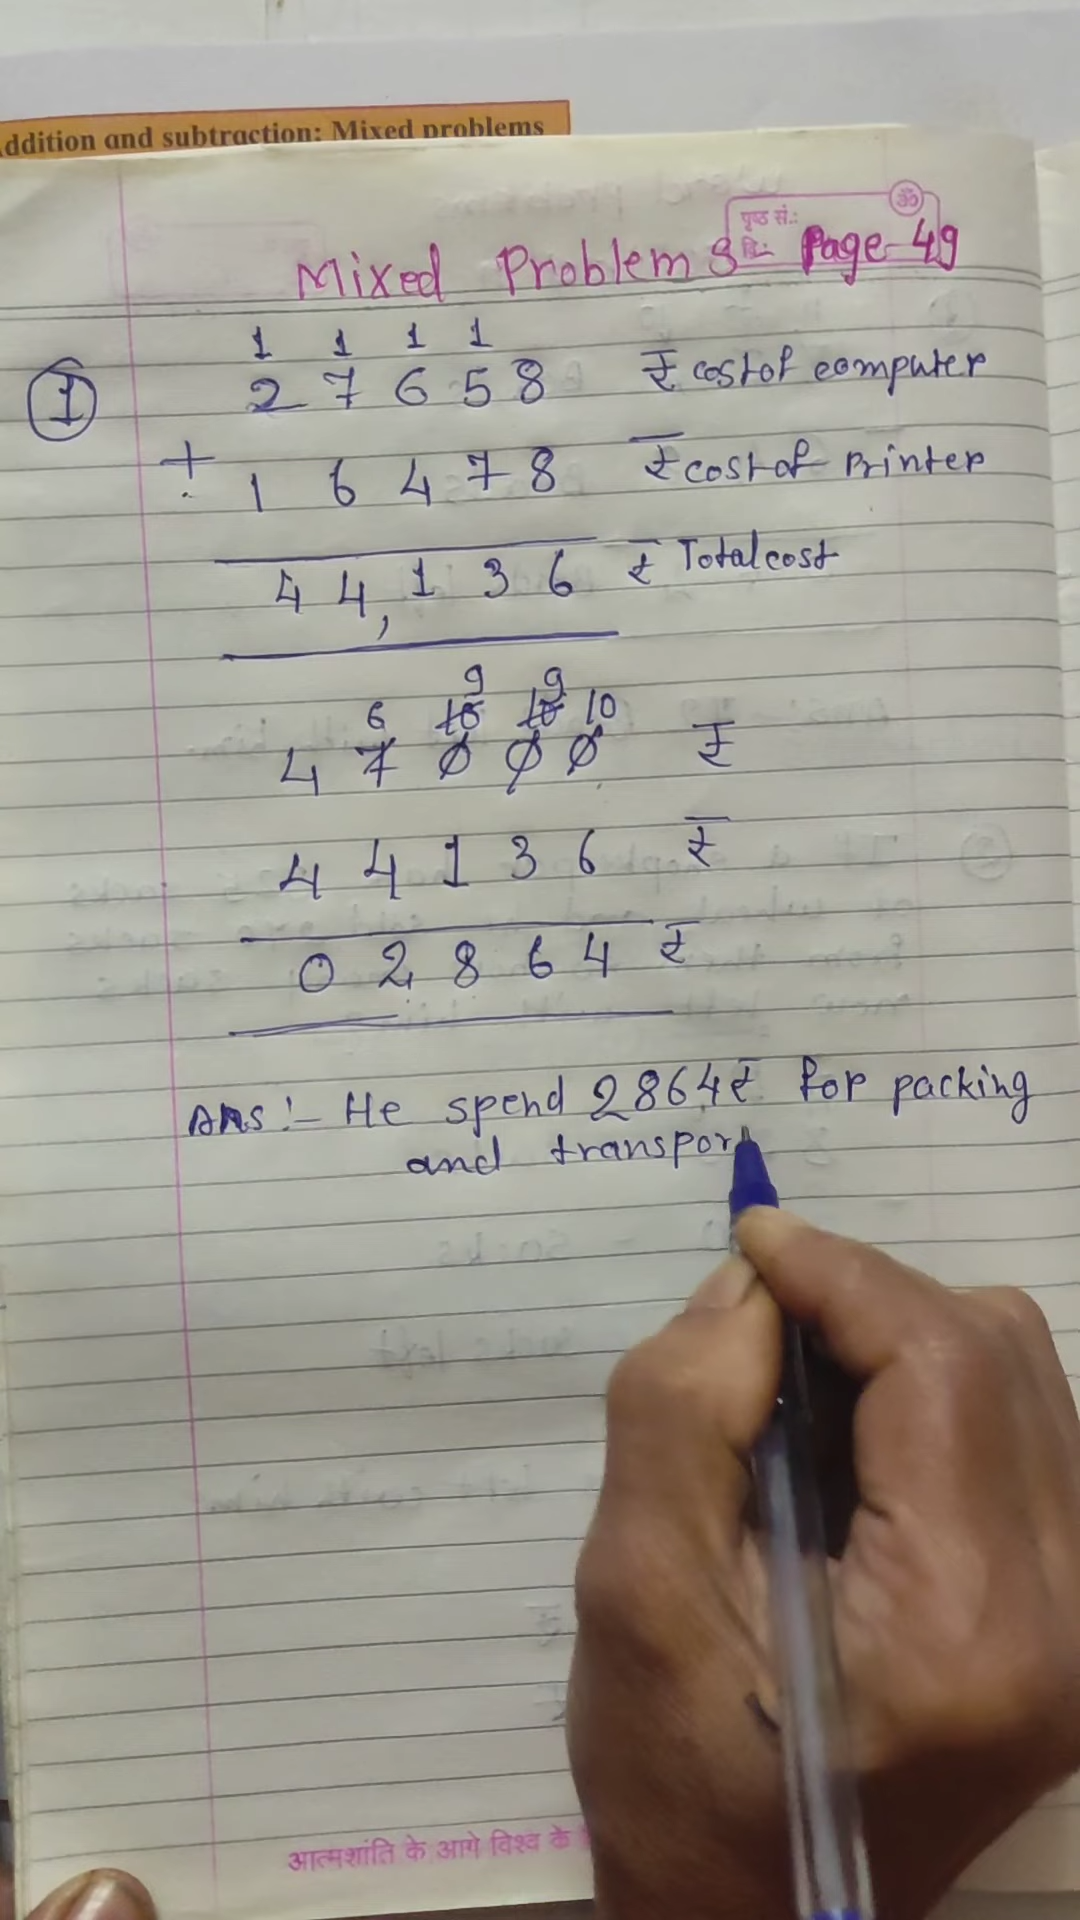 ddition and subtraction: Mixed problems
ॐ
पृष्ठ सं.:
Mixed Problems Page-49
1 1 1 1
① 2 7 6 5 8 ₹ cost of computer
+ 1 6 4 7 8 ₹ cost of Printer
4 4, 1 3 6 ₹ Total cost
9 9
6 10 10 10
4 7 0 0 0 ₹
4 4 1 3 6 ₹
0 2 8 6 4 ₹
Ans :- He spend 2864₹ for packing
and transpor
आत्मशांति के आगे विश्व के